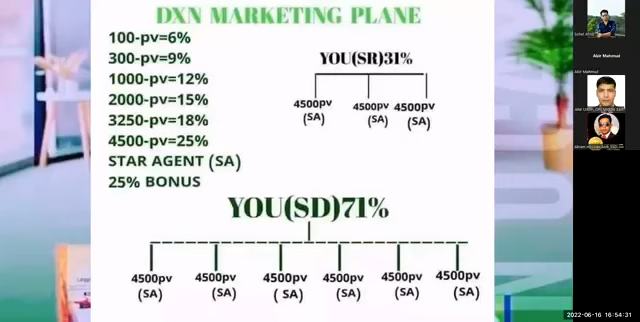 DXN MARKETING PLANE
100-pv=6%
300-pv=9%
1000-pv=12%
2000-pv=15%
3250-pv=18%
4500-pv=25%
STAR AGENT (SA)
25% BONUS
YOU(SR)31%
4500pv 4500pv 4500pv
(SA) (SA) (SA)
YOU(SD)71%
4500pv 4500pv 4500pv 4500pv 4500pv 4500pv
(SA) (SA) ( SA) (SA) (SA) (SA)
Abir Mahmud
Abir Mahmud
2022-06-16 16:54:31